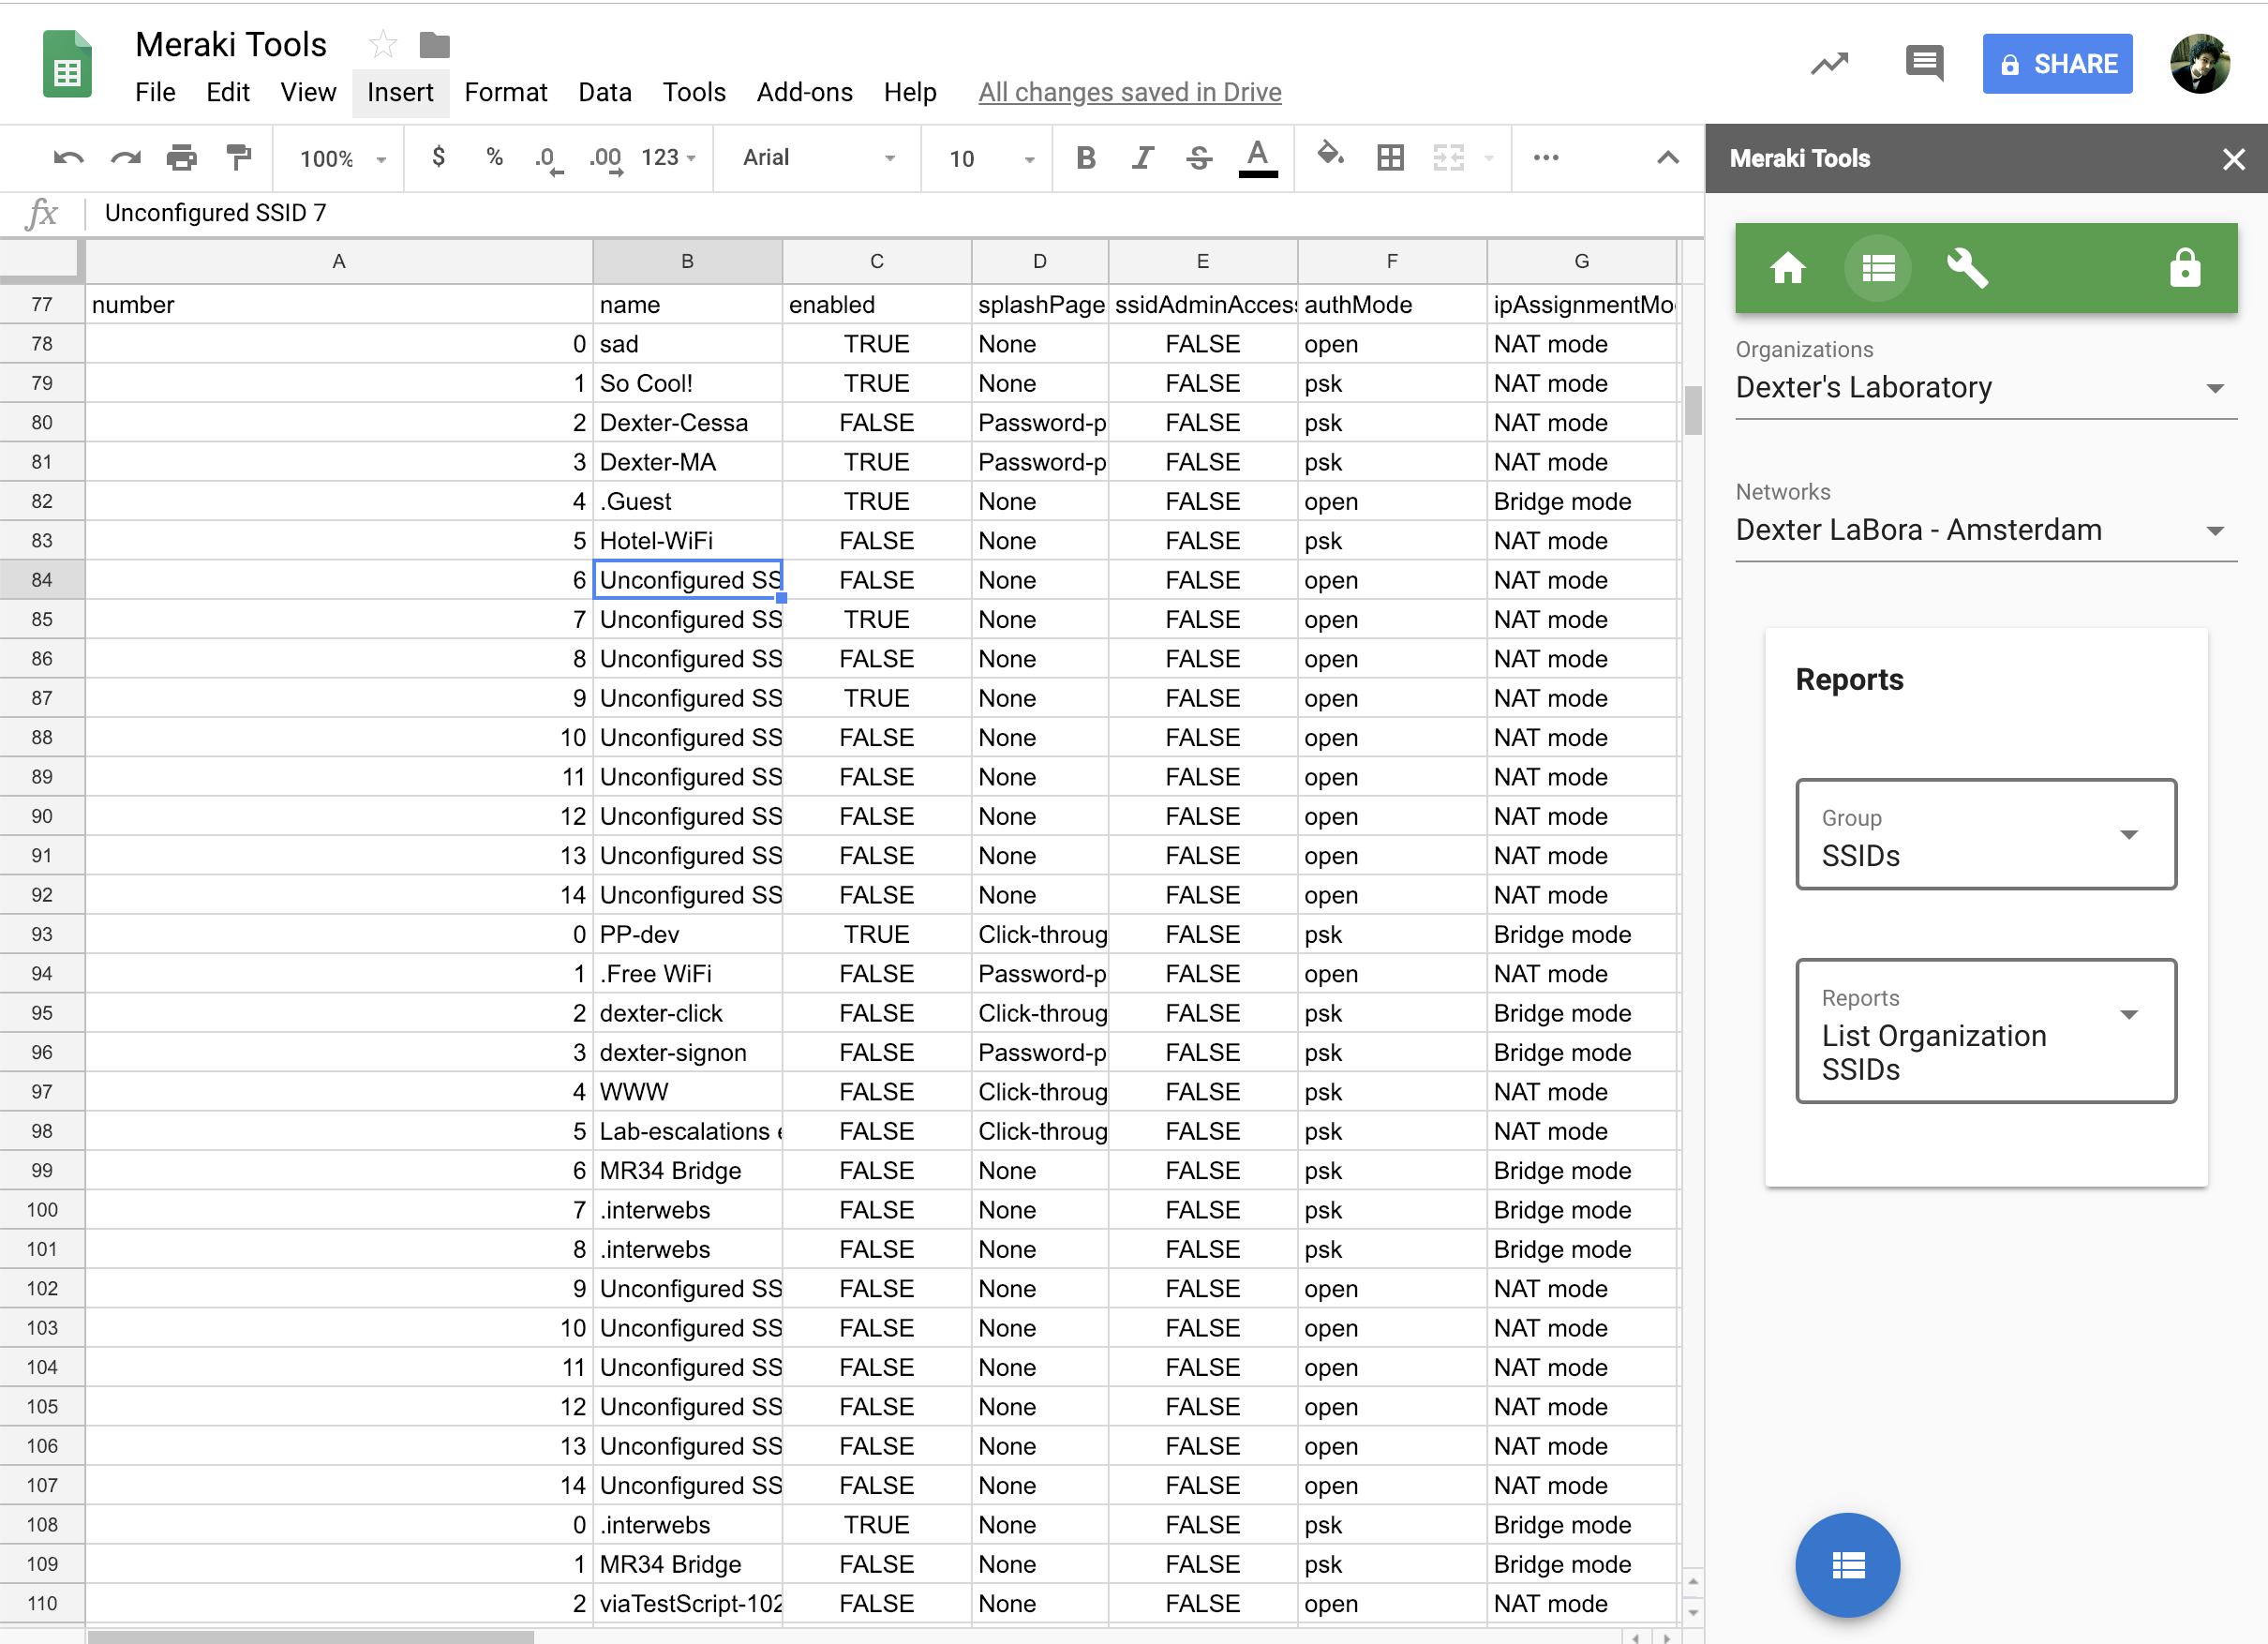 Meraki Tools
File Edit View Insert Format Data Tools Add-ons Help All changes saved in Drive
SHARE
100% $ % .0 .00 123 Arial 10 B I S A
Meraki Tools
fx Unconfigured SSID 7
A B C D E F G
77 number name enabled splashPage ssidAdminAccess authMode ipAssignmentMo
78 0 sad TRUE None FALSE open NAT mode
79 1 So Cool! TRUE None FALSE psk NAT mode
80 2 Dexter-Cessa FALSE Password-p FALSE psk NAT mode
81 3 Dexter-MA TRUE Password-p FALSE psk NAT mode
82 4 .Guest TRUE None FALSE open Bridge mode
83 5 Hotel-WiFi FALSE None FALSE psk NAT mode
84 6 Unconfigured SS FALSE None FALSE open NAT mode
85 7 Unconfigured SS TRUE None FALSE open NAT mode
86 8 Unconfigured SS FALSE None FALSE open NAT mode
87 9 Unconfigured SS TRUE None FALSE open NAT mode
88 10 Unconfigured SS FALSE None FALSE open NAT mode
89 11 Unconfigured SS FALSE None FALSE open NAT mode
90 12 Unconfigured SS FALSE None FALSE open NAT mode
91 13 Unconfigured SS FALSE None FALSE open NAT mode
92 14 Unconfigured SS FALSE None FALSE open NAT mode
93 0 PP-dev TRUE Click-throug FALSE psk Bridge mode
94 1 .Free WiFi FALSE Password-p FALSE open NAT mode
95 2 dexter-click FALSE Click-throug FALSE psk Bridge mode
96 3 dexter-signon FALSE Password-p FALSE psk Bridge mode
97 4 WWW FALSE Click-throug FALSE psk NAT mode
98 5 Lab-escalations e FALSE Click-throug FALSE psk NAT mode
99 6 MR34 Bridge FALSE None FALSE psk Bridge mode
100 7 .interwebs FALSE None FALSE psk Bridge mode
101 8 .interwebs FALSE None FALSE psk Bridge mode
102 9 Unconfigured SS FALSE None FALSE open NAT mode
103 10 Unconfigured SS FALSE None FALSE open NAT mode
104 11 Unconfigured SS FALSE None FALSE open NAT mode
105 12 Unconfigured SS FALSE None FALSE open NAT mode
106 13 Unconfigured SS FALSE None FALSE open NAT mode
107 14 Unconfigured SS FALSE None FALSE open NAT mode
108 0 .interwebs TRUE None FALSE psk Bridge mode
109 1 MR34 Bridge FALSE None FALSE psk Bridge mode
110 2 viaTestScript-102 FALSE None FALSE open NAT mode
Organizations
Dexter's Laboratory
Networks
Dexter LaBora - Amsterdam
Reports
Group
SSIDs
Reports
List Organization
SSIDs